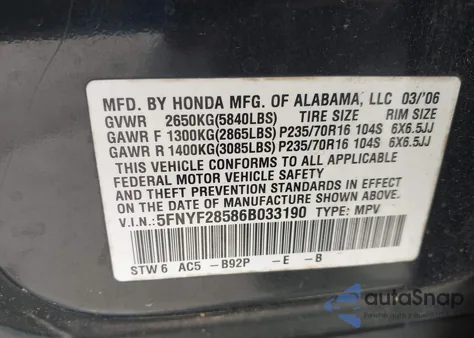 MFD. BY HONDA MFG. OF ALABAMA, LLC 03/'06
GVWR 2650KG(5840LBS) TIRE SIZE RIM SIZE
GAWR F 1300KG(2865LBS) P235/70R16 104S 6X6.5JJ
GAWR R 1400KG(3085LBS) P235/70R16 104S 6X6.5JJ
THIS VEHICLE CONFORMS TO ALL APPLICABLE
FEDERAL MOTOR VEHICLE SAFETY
AND THEFT PREVENTION STANDARDS IN EFFECT
ON THE DATE OF MANUFACTURE SHOWN ABOVE.
V.I.N.: 5FNYF28586B033190 TYPE: MPV
STW 6 AC5 -B92P -E -B
autoSnap